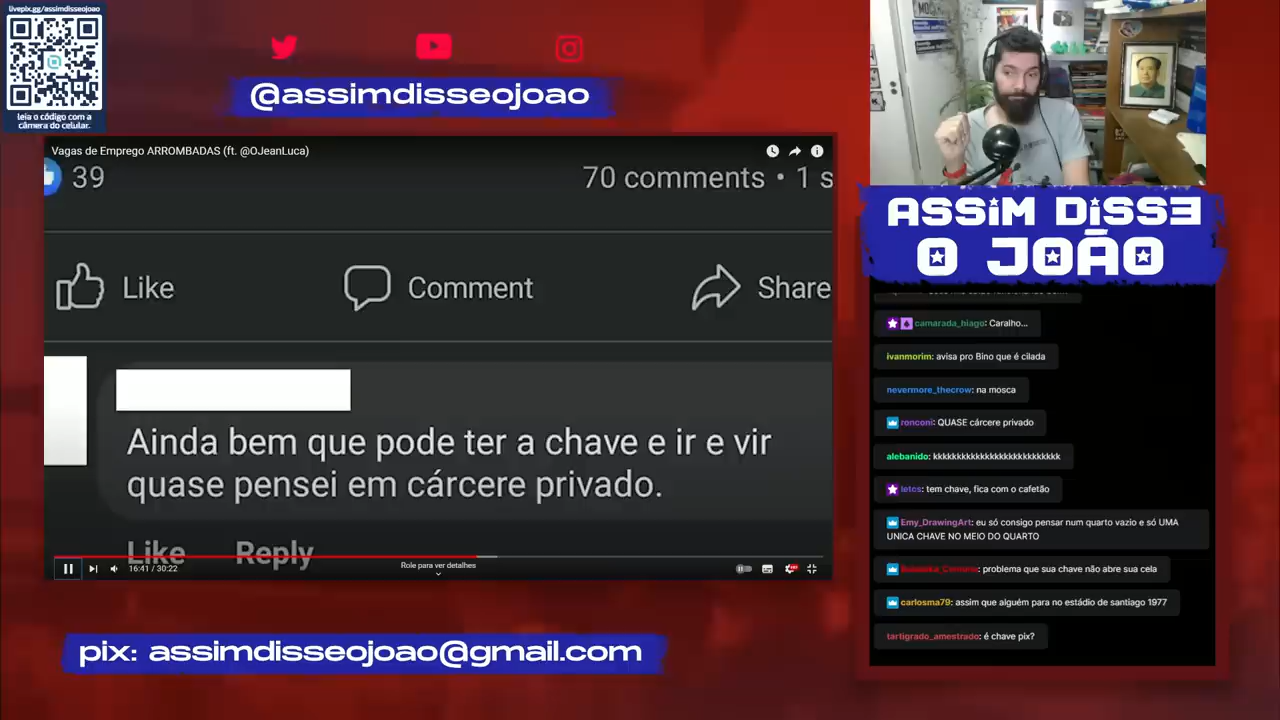 livepix.gg/assimdisseojoao
leia o código com a
câmera do celular.
@assimdisseojoao
Vagas de Emprego ARROMBADAS (ft. @OJeanLuca)
39
70 comments • 1 s
Like
Comment
Share
Ainda bem que pode ter a chave e ir e vir
quase pensei em cárcere privado.
Like
Reply
16:41 / 30:22
Role para ver detalhes
pix: assimdisseojoao@gmail.com
ASSIM DISSE
O JOÃO
camarada_hiago: Caralho...
ivanmorim: avisa pro Bino que é cilada
nevermore_thecrow: na mosca
ronconi: QUASE cárcere privado
alebanido: kkkkkkkkkkkkkkkkkkkkkkkkkkk
letcs: tem chave, fica com o cafetão
Emy_DrawingArt: eu só consigo pensar num quarto vazio e só UMA
UNICA CHAVE NO MEIO DO QUARTO
: problema que sua chave não abre sua cela
carlosma79: assim que alguém para no estádio de santiago 1977
tartigrado_amestrado: é chave pix?